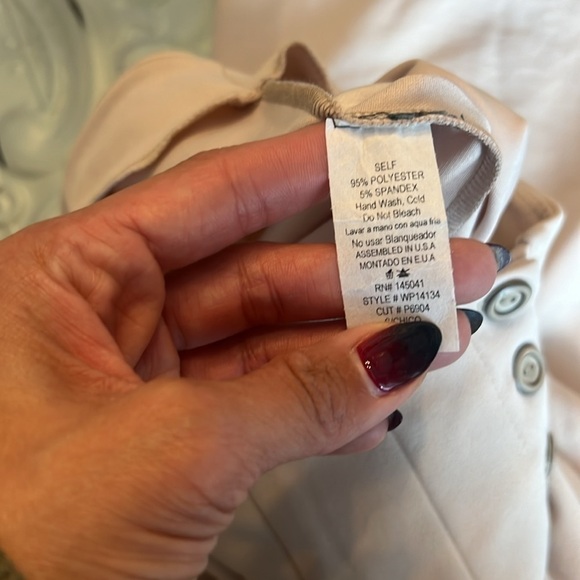 SELF
95% POLYESTER
5% SPANDEX
Hand Wash, Cold
Do Not Bleach
Lavar a mano con agua fria
No usar Blanqueador
ASSEMBLED IN U.S.A
MONTADO EN E.U.A
RN# 145041
STYLE # WP14134
CUT # P6904